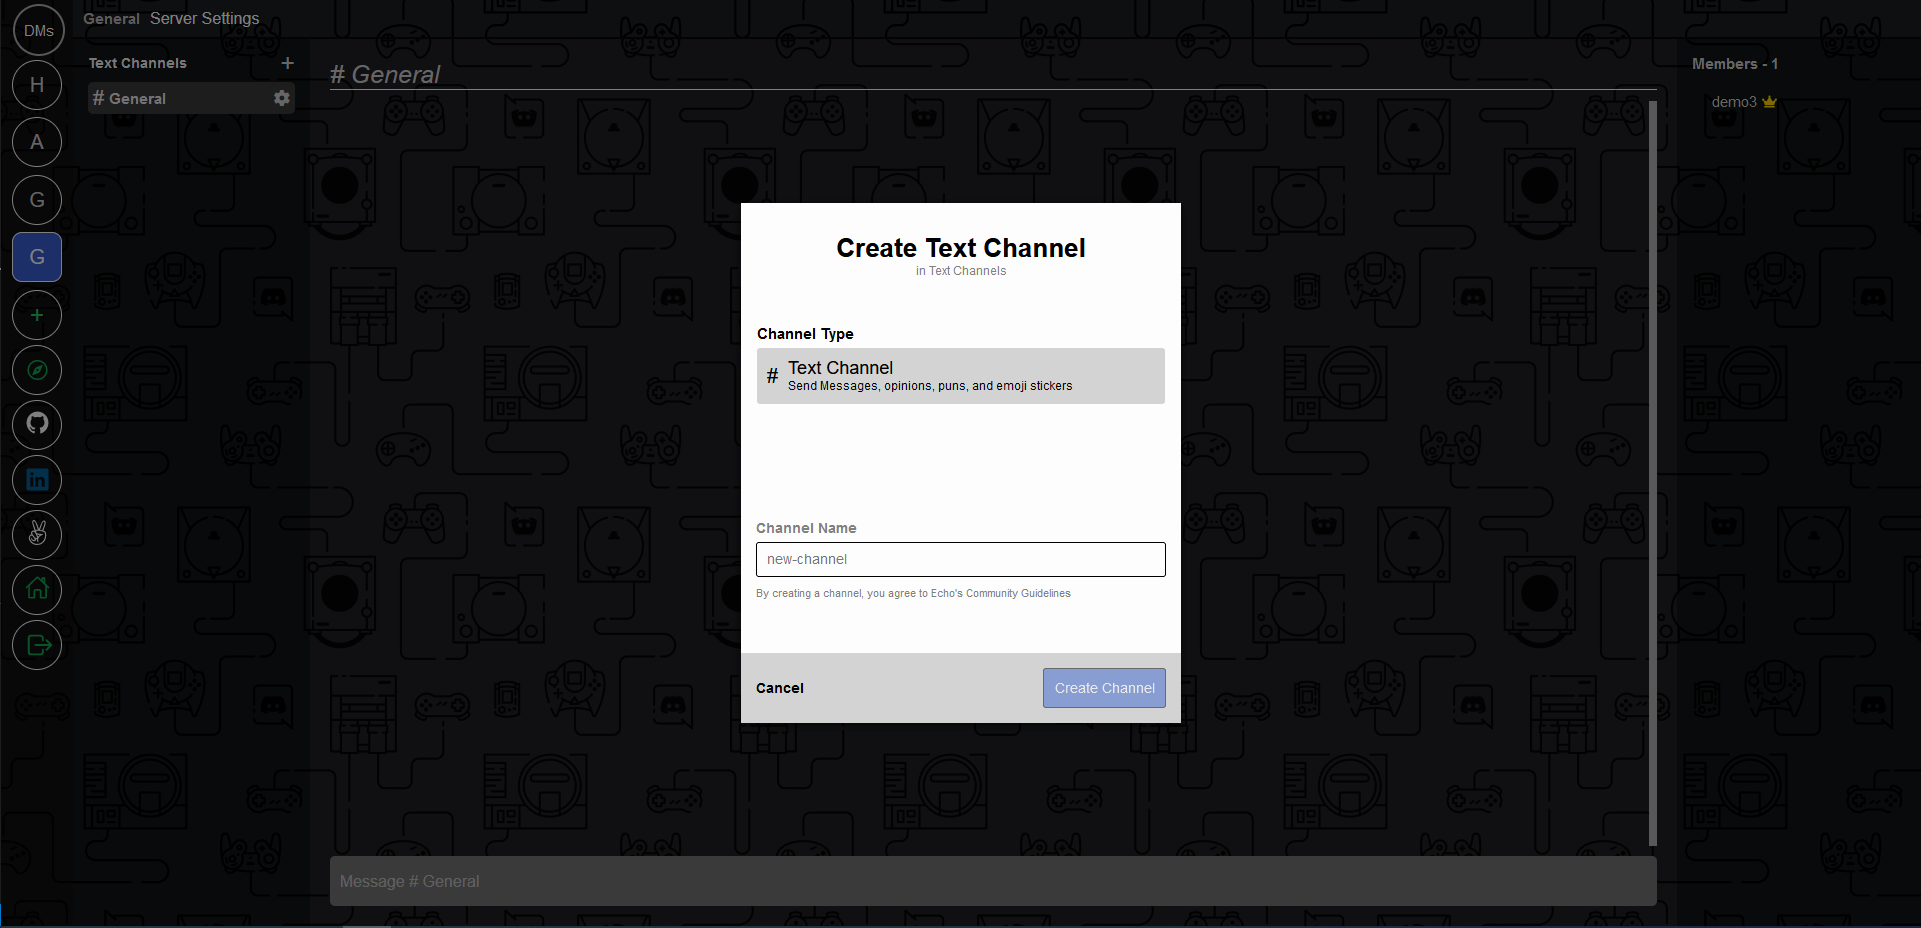 DMs
General Server Settings
H
A
G
G
+
in
Text Channels +
# General
# General
Members - 1
demo3
Create Text Channel
in Text Channels
Channel Type
# Text Channel
Send Messages, opinions, puns, and emoji stickers
Channel Name
new-channel
By creating a channel, you agree to Echo's Community Guidelines
Cancel
Create Channel
Message # General